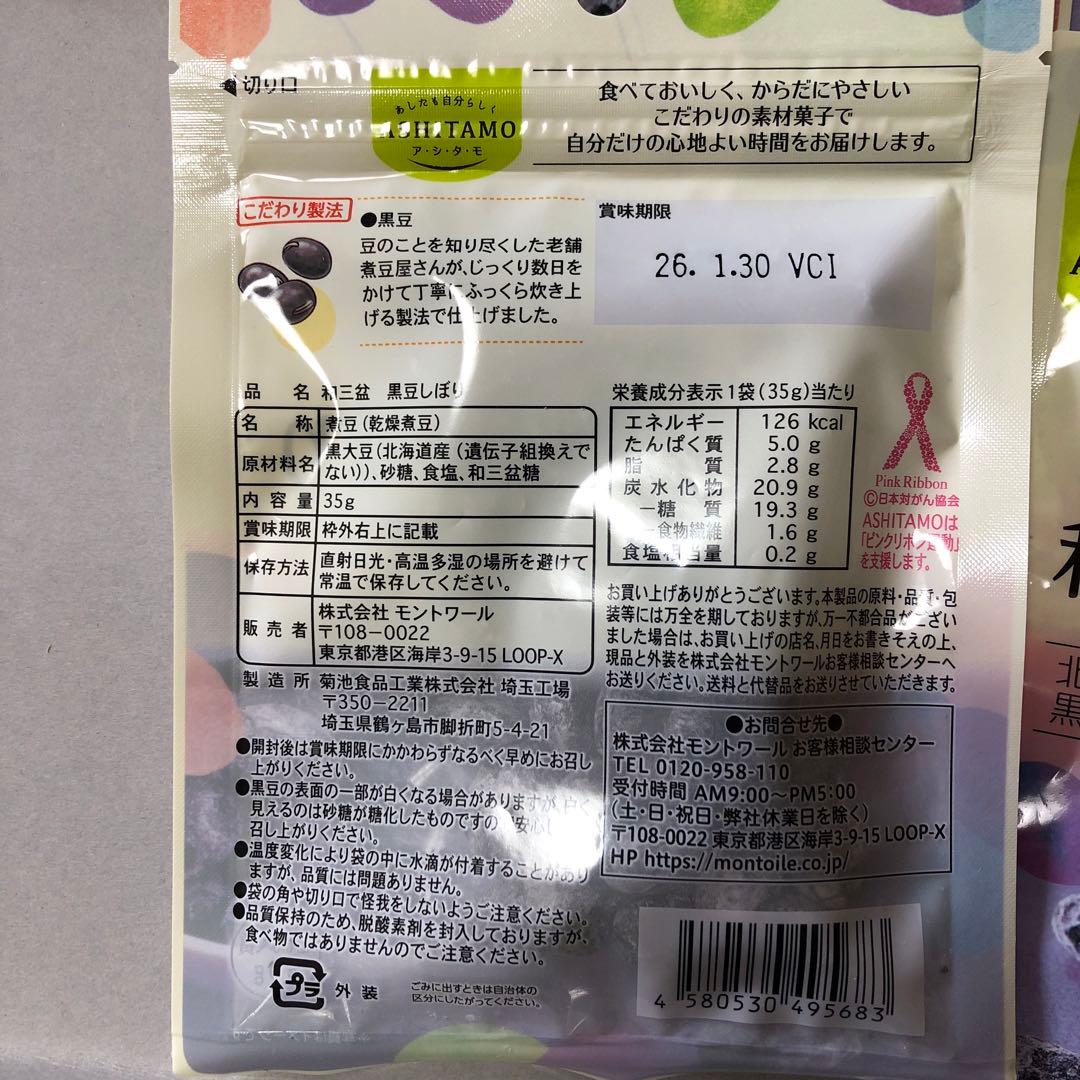 切り口
あしたも自分らしく
ASHITAMO
ア・シ・タ・モ
食べておいしく、からだにやさしい
こだわりの素材菓子で
自分だけの心地よい時間をお届けします。
こだわり製法
●黒豆
豆のことを知り尽くした老舗
煮豆屋さんが、じっくり数日を
かけて丁寧にふっくら炊き上
げる製法で仕上げました。
賞味期限
26. 1.30 VCI
品 名 和三盆 黒豆しぼり
名 称 煮豆(乾燥煮豆)
原材料名 黒大豆(北海道産(遺伝子組換えで
ない))、砂糖、食塩、和三盆糖
内容量 35g
賞味期限 枠外右上に記載
保存方法 直射日光・高温多湿の場所を避けて
常温で保存してください。
販売者 株式会社 モントワール
〒108-0022
東京都港区海岸3-9-15 LOOP-X
製造所 菊池食品工業株式会社 埼玉工場
〒350-2211
埼玉県鶴ヶ島市脚折町5-4-21
●開封後は賞味期限にかかわらずなるべく早めにお召し
上がりください。
●黒豆の表面の一部が白くなる場合がありますが、白く
見えるのは砂糖が糖化したものですので安心し
召し上がりください。
●温度変化により袋の中に水滴が付着することがあり
ますが、品質には問題ありません。
●袋の角や切り口で怪我をしないようご注意ください。
●品質保持のため、脱酸素剤を封入しておりますが、
食べ物ではありませんのでご注意ください。
プラ 外装
ごみに出すときは自治体の
区分にしたがってください。
栄養成分表示1袋(35g)当たり
エネルギー 126 kcal
たんぱく質 5.0 g
脂質 2.8 g
炭水化物 20.9 g
-糖質 19.3 g
-食物繊維 1.6 g
食塩相当量 0.2 g
Pink Ribbon
©日本対がん協会
ASHITAMOは
「ピンクリボン運動」
を支援します。
お買い上げありがとうございます。本製品の原料・品質・包
装等には万全を期しておりますが、万一不都合品がござい
ました場合は、お買い上げの店名、月日をお書きそえの上、
現品と外装を株式会社モントワールお客様相談センターへ
お送りください。送料と代替品をお送りさせていただきます。
●お問合せ先●
株式会社モントワール お客様相談センター
TEL 0120-958-110
受付時間 AM9:00〜PM5:00
(土・日・祝日・弊社休業日を除く)
〒108-0022 東京都港区海岸3-9-15 LOOP-X
HP https://montoile.co.jp/
4 580530 495683
北
黒